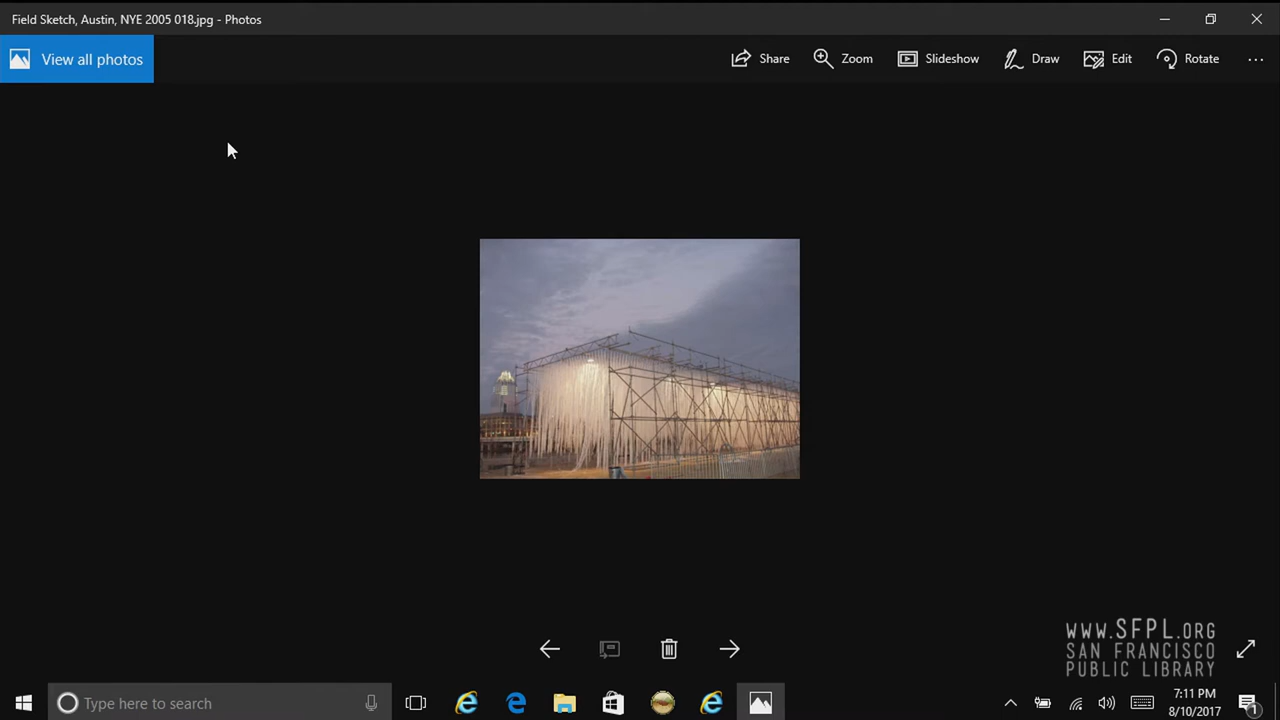 Field Sketch, Austin, NYE 2005 018.jpg - Photos
View all photos
Share
Zoom
Slideshow
Draw
Edit
Rotate
WWW.SFPL.ORG
SAN FRANCISCO
PUBLIC LIBRARY
Type here to search
7:11 PM
8/10/2017
1